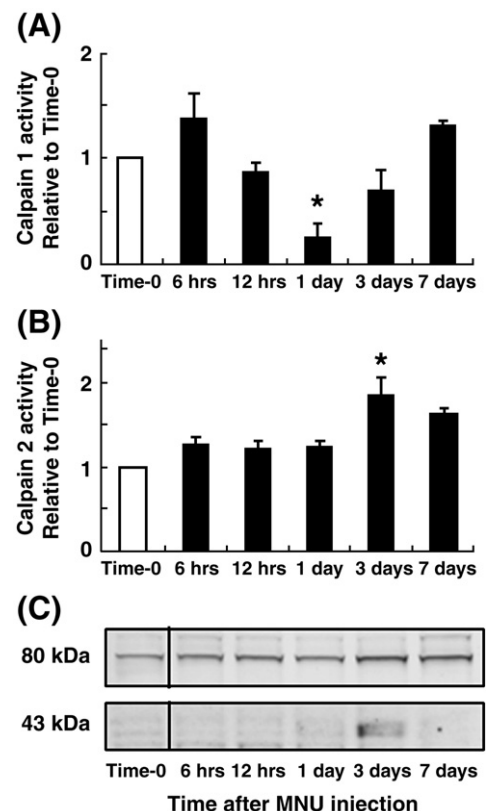 (A)
Calpain 1 activity
Relative to Time-0
2
1
0
*
Time-0 6 hrs 12 hrs 1 day 3 days 7 days
(B)
Calpain 2 activity
Relative to Time-0
2
1
0
*
Time-0 6 hrs 12 hrs 1 day 3 days 7 days
(C)
80 kDa
43 kDa
Time-0 6 hrs 12 hrs 1 day 3 days 7 days
Time after MNU injection